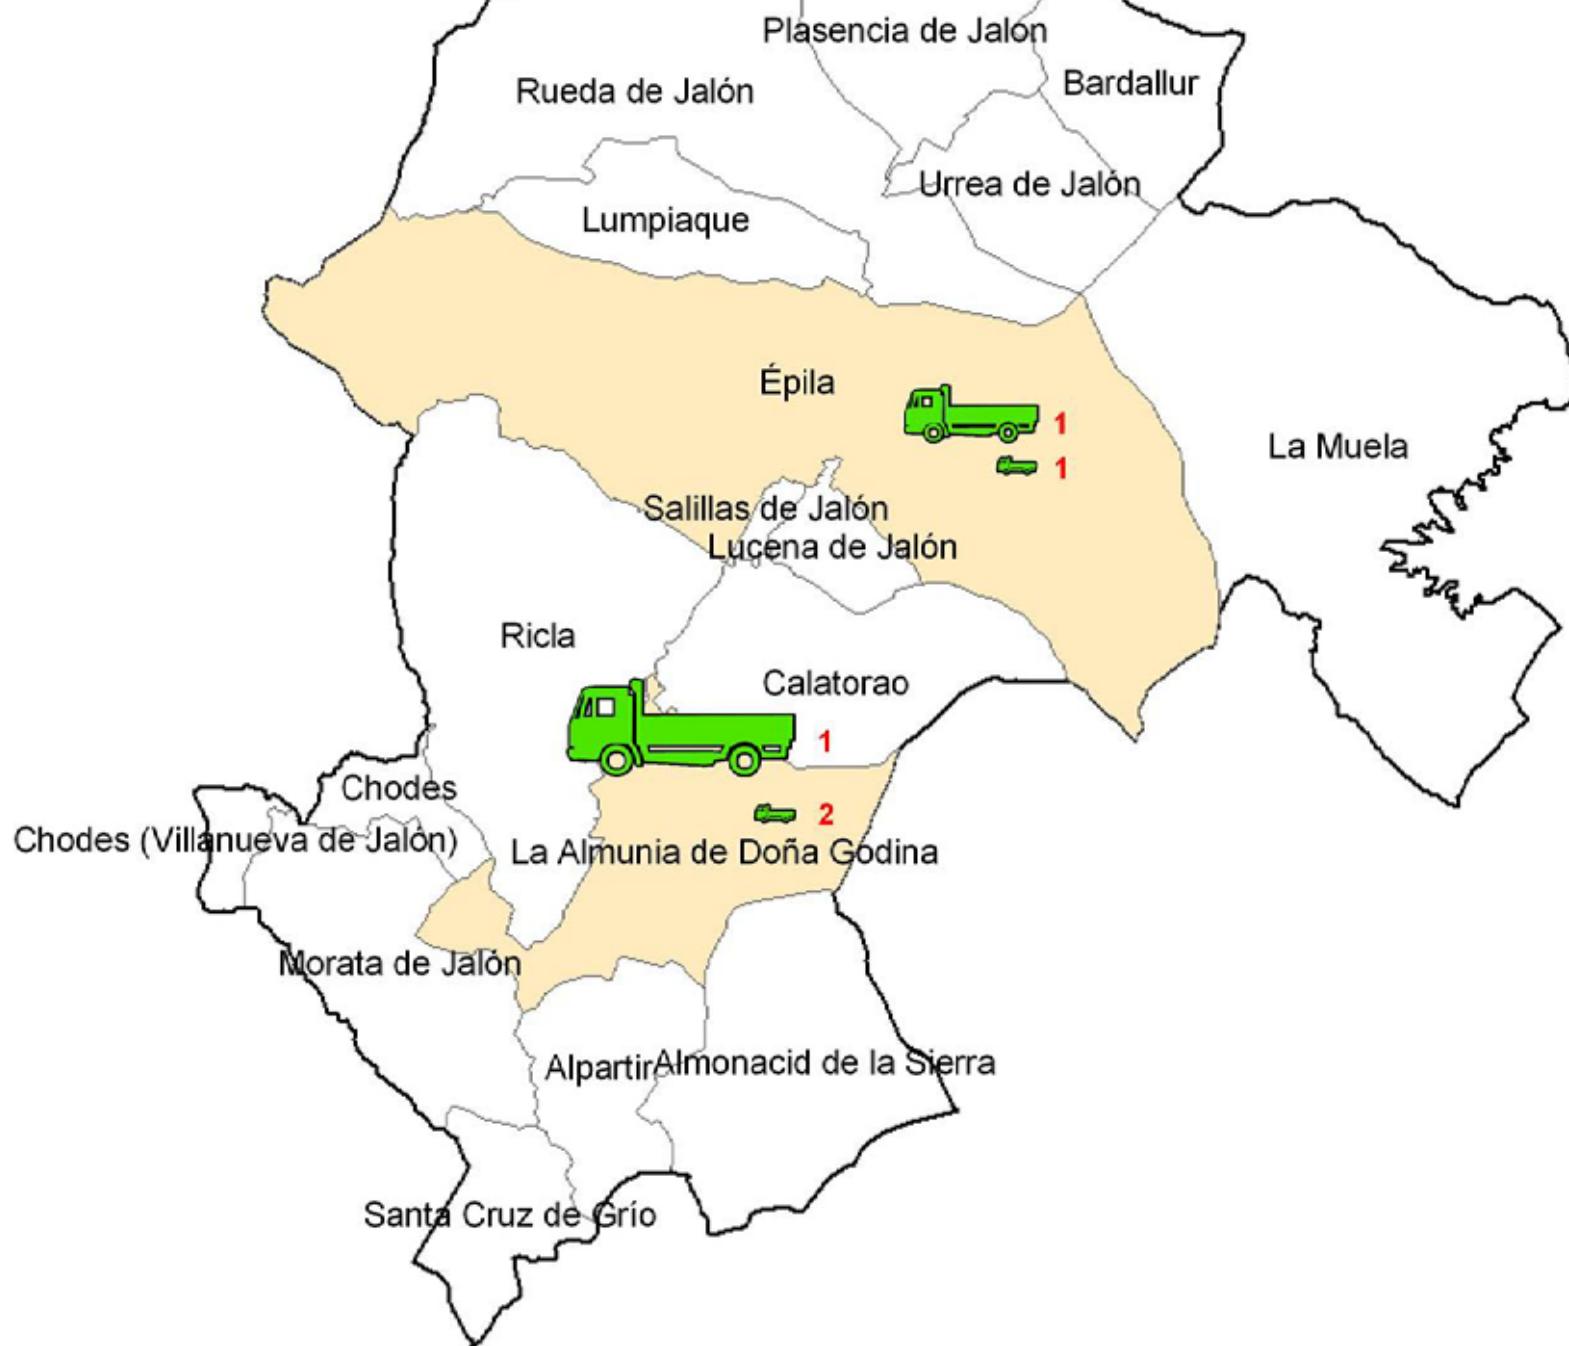 Plasencia de Jalón
Rueda de Jalón
Bardallur
Urrea de Jalón
Lumpiaque
Épila
1
La Muela
1
Salillas de Jalón
Lucena de Jalón
Ricla
Calatorao
1
Chodes
2
Chodes (Villanueva de Jalón)
La Almunia de Doña Godina
Morata de Jalón
Alpartir
Almonacid de la Sierra
Santa Cruz de Grío